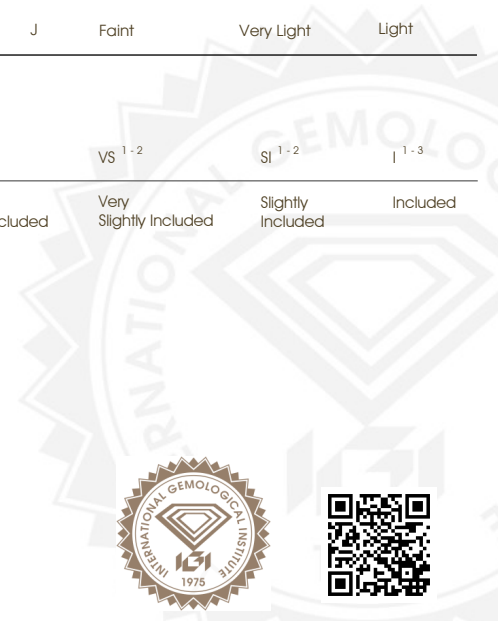 J Faint Very Light Light
VS 1 - 2 SI 1 - 2 I 1 - 3
Very Slightly Included
Slightly Included
Included
cluded
INTERNATIONAL GEMOLOGICAL INSTITUTE
IGI
1975